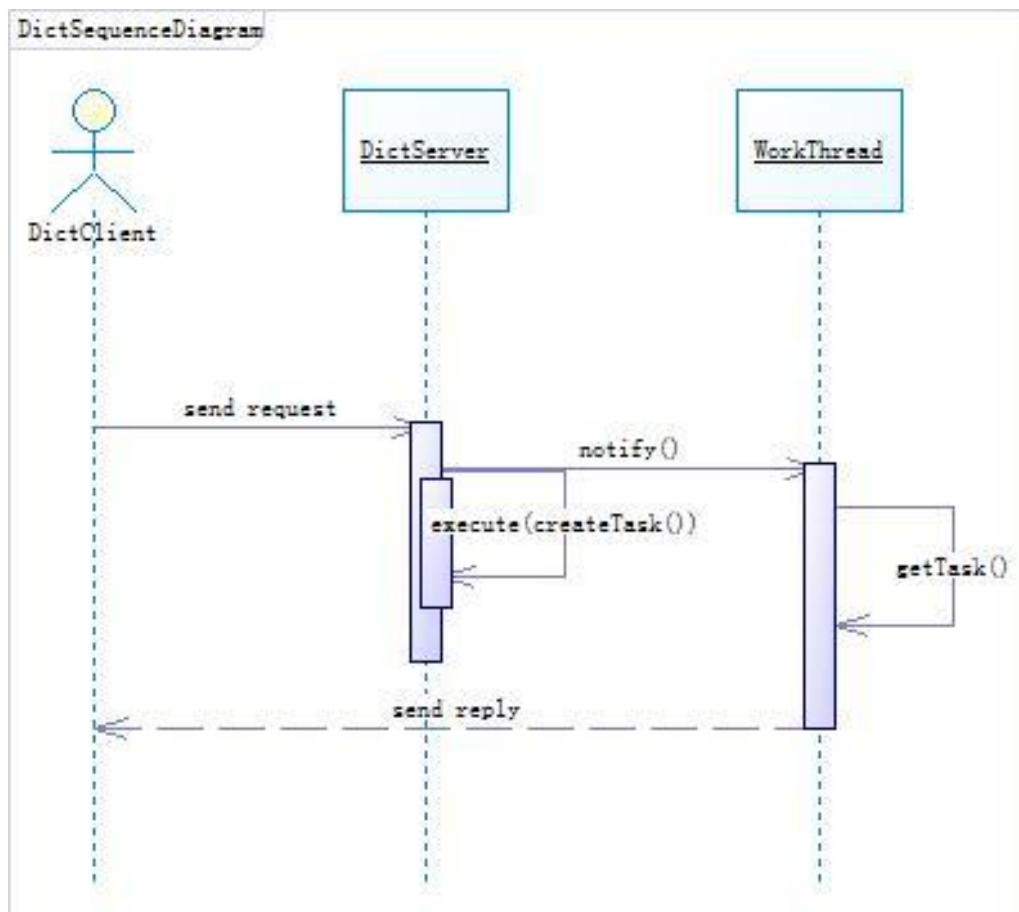 DictSequenceDiagram
DictServer
WorkThread
DictClient
send request
notify()
execute(createTask())
getTask()
send reply